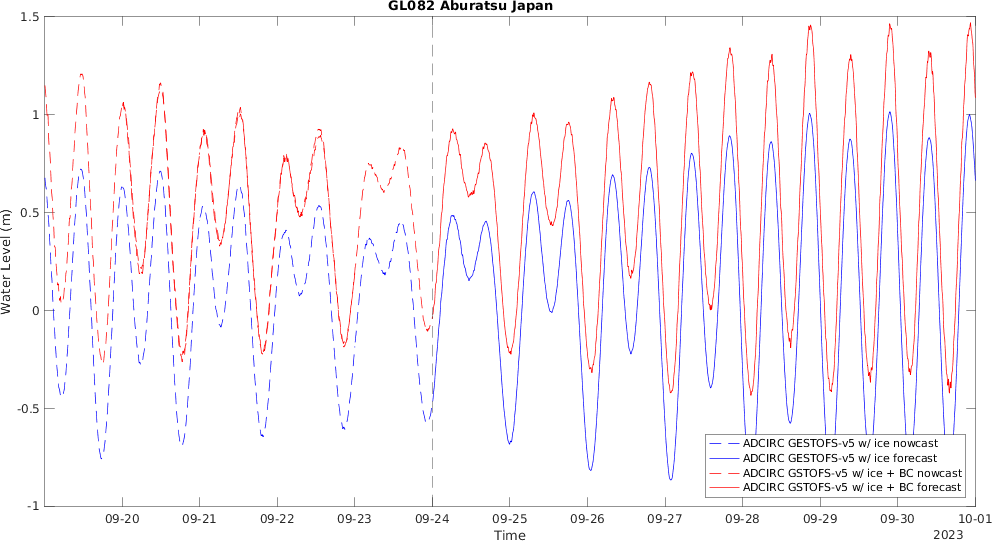 GL082 Aburatsu Japan
Water Level (m)
1.5
1
0.5
0
-0.5
-1
ADCIRC GESTOFS-v5 w/ ice nowcast
ADCIRC GESTOFS-v5 w/ ice forecast
ADCIRC GSTOFS-v5 w/ ice + BC nowcast
ADCIRC GSTOFS-v5 w/ ice + BC forecast
09-20 09-21 09-22 09-23 09-24 09-25 09-26 09-27 09-28 09-29 09-30 10-01
Time
2023